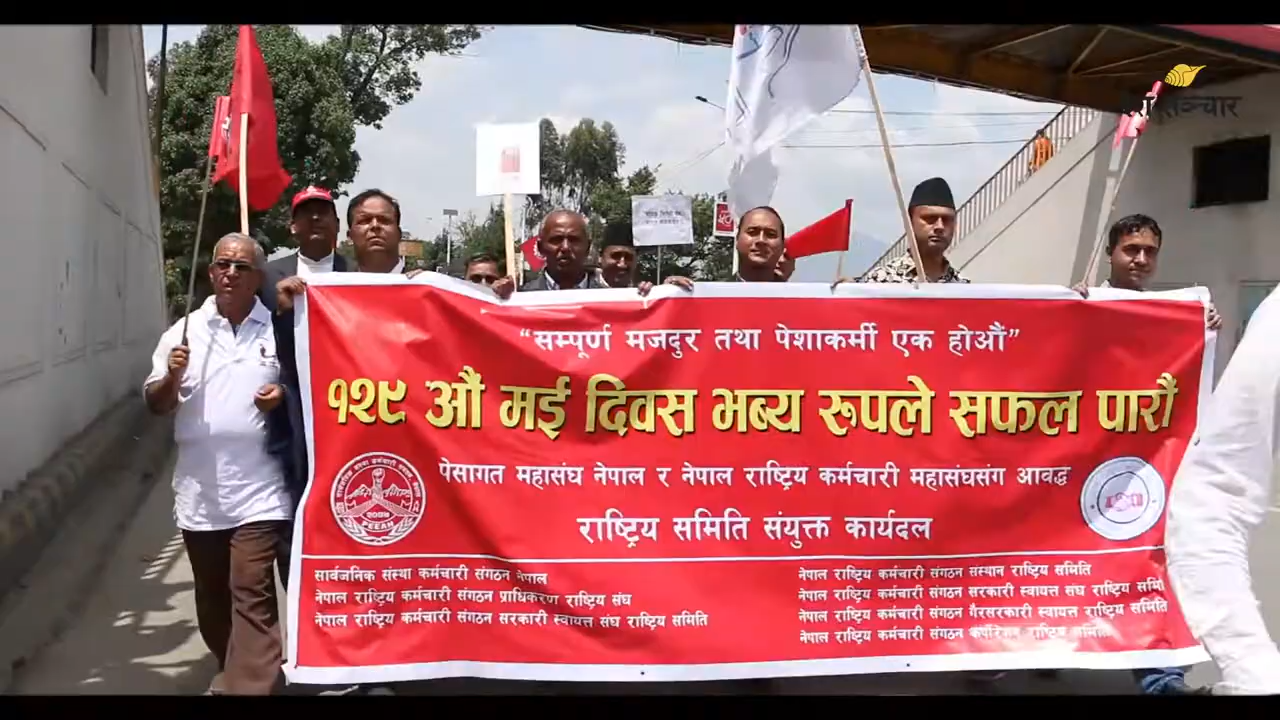 सञ्चार
“सम्पूर्ण मजदुर तथा पेशाकर्मी एक होऔं”
१२९ औं मई दिवस भब्य रुपले सफल पारौं
पेसागत महासंघ नेपाल र नेपाल राष्ट्रिय कर्मचारी महासंघसंग आवद्ध
राष्ट्रिय समिति संयुक्त कार्यदल
PEEAN
सार्वजनिक संस्था कर्मचारी संगठन नेपाल
नेपाल राष्ट्रिय कर्मचारी संगठन प्राधिकरण राष्ट्रिय संघ
नेपाल राष्ट्रिय कर्मचारी संगठन सरकारी स्वायत्त संघ राष्ट्रिय समिति
नेपाल राष्ट्रिय कर्मचारी संगठन संस्थान राष्ट्रिय समिति
नेपाल राष्ट्रिय कर्मचारी संगठन सरकारी स्वायत्त संघ राष्ट्रिय समि
नेपाल राष्ट्रिय कर्मचारी संगठन गैरसरकारी स्वायत्त राष्ट्रिय समिति
नेपाल राष्ट्रिय कर्मचारी संगठन राष्ट्रिय समिति